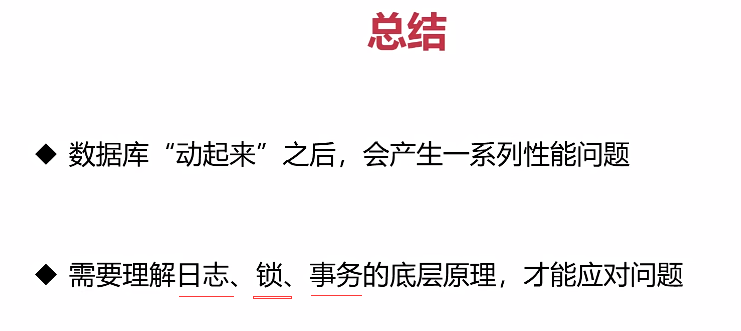 总结
◆ 数据库“动起来”之后，会产生一系列性能问题
◆ 需要理解日志、锁、事务的底层原理，才能应对问题